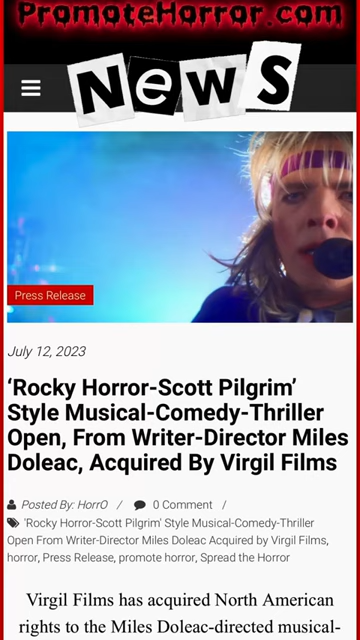 PromoteHorror.com
NeWS
Press Release
July 12, 2023
‘Rocky Horror-Scott Pilgrim’
Style Musical-Comedy-Thriller
Open, From Writer-Director Miles
Doleac, Acquired By Virgil Films
Posted By: HorrO / 0 Comment /
'Rocky Horror-Scott Pilgrim' Style Musical-Comedy-Thriller
Open From Writer-Director Miles Doleac Acquired by Virgil Films,
horror, Press Release, promote horror, Spread the Horror
Virgil Films has acquired North American
rights to the Miles Doleac-directed musical-